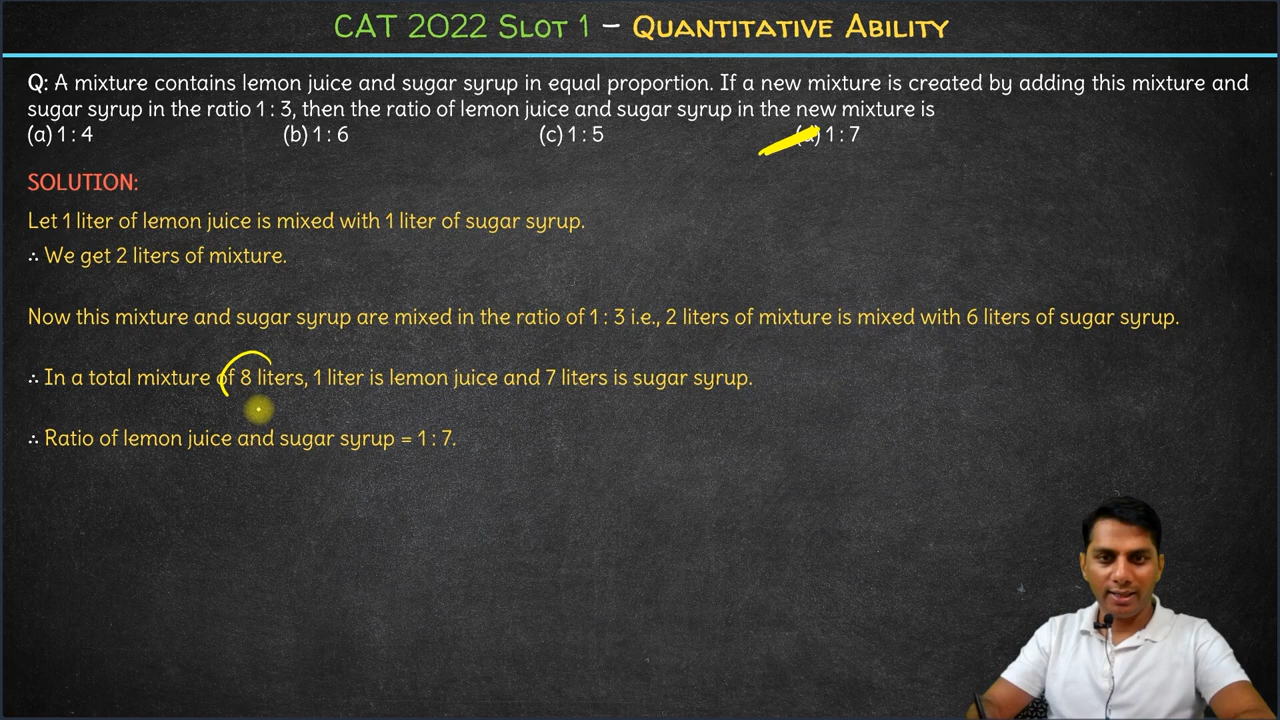 CAT 2022 Slot 1 – Quantitative Ability
Q: A mixture contains lemon juice and sugar syrup in equal proportion. If a new mixture is created by adding this mixture and
sugar syrup in the ratio 1 : 3, then the ratio of lemon juice and sugar syrup in the new mixture is
(a) 1 : 4 (b) 1 : 6 (c) 1 : 5 1 : 7
SOLUTION:
Let 1 liter of lemon juice is mixed with 1 liter of sugar syrup.
∴ We get 2 liters of mixture.
Now this mixture and sugar syrup are mixed in the ratio of 1 : 3 i.e., 2 liters of mixture is mixed with 6 liters of sugar syrup.
∴ In a total mixture of 8 liters, 1 liter is lemon juice and 7 liters is sugar syrup.
∴ Ratio of lemon juice and sugar syrup = 1 : 7.